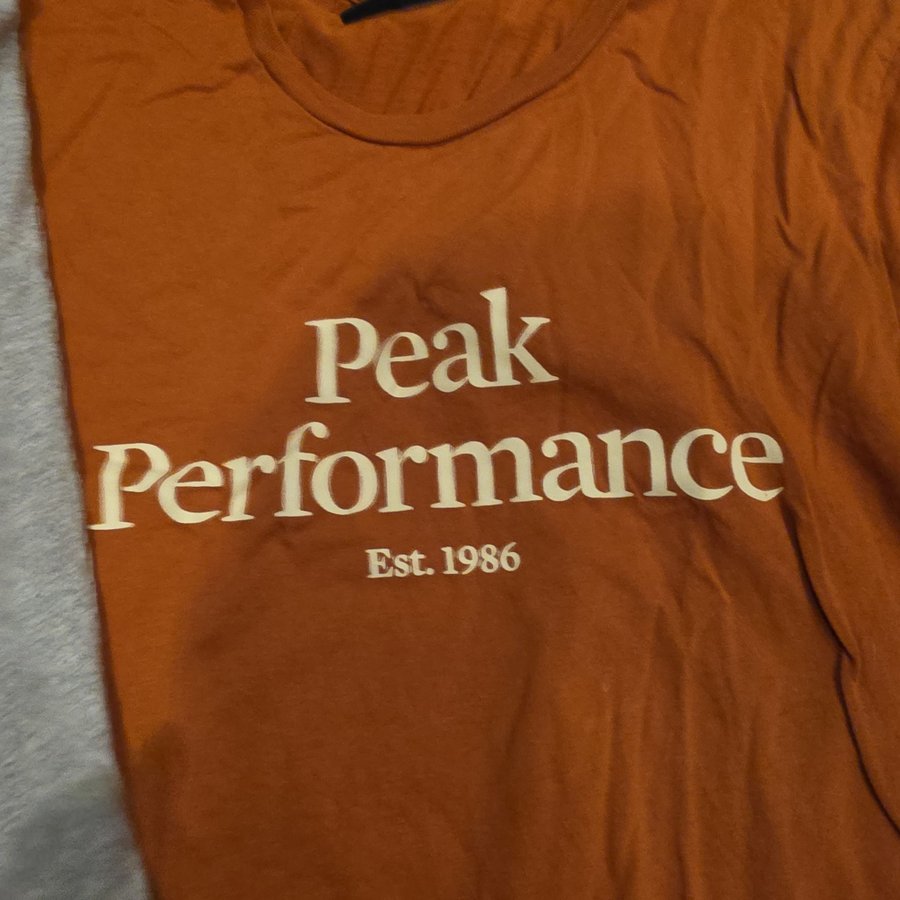 Peak
Performance
Est. 1986